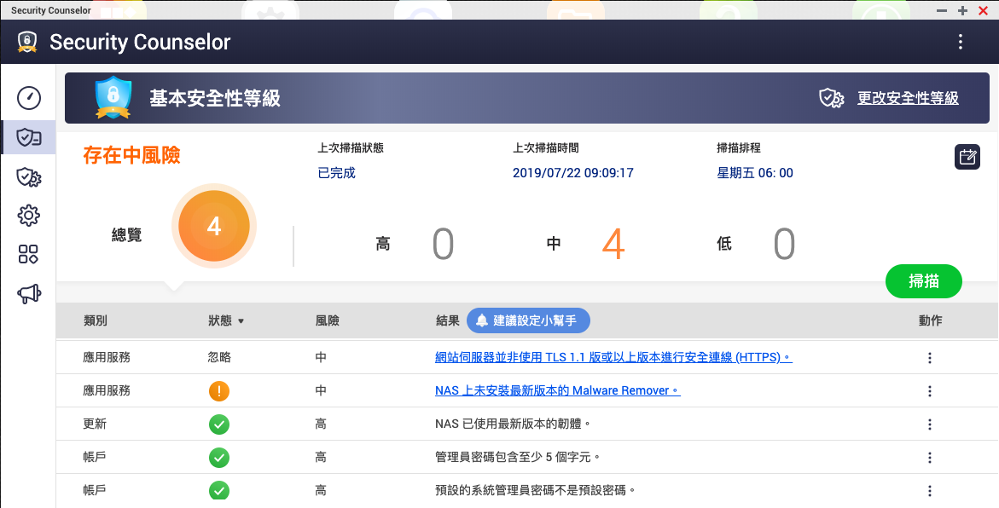 Security Counselor
Security Counselor
基本安全性等級
更改安全性等級
存在中風險
上次掃描狀態 上次掃描時間 掃描排程
已完成 2019/07/22 09:09:17 星期五 06: 00
總覽 4 高 0 中 4 低 0
掃描
類別 狀態 ▼ 風險 結果 建議設定小幫手 動作
應用服務 忽略 中 網站伺服器並非使用 TLS 1.1 版或以上版本進行安全連線 (HTTPS)。
應用服務 中 NAS 上未安裝最新版本的 Malware Remover。
更新 高 NAS 已使用最新版本的韌體。
帳戶 高 管理員密碼包含至少 5 個字元。
帳戶 高 預設的系統管理員密碼不是預設密碼。